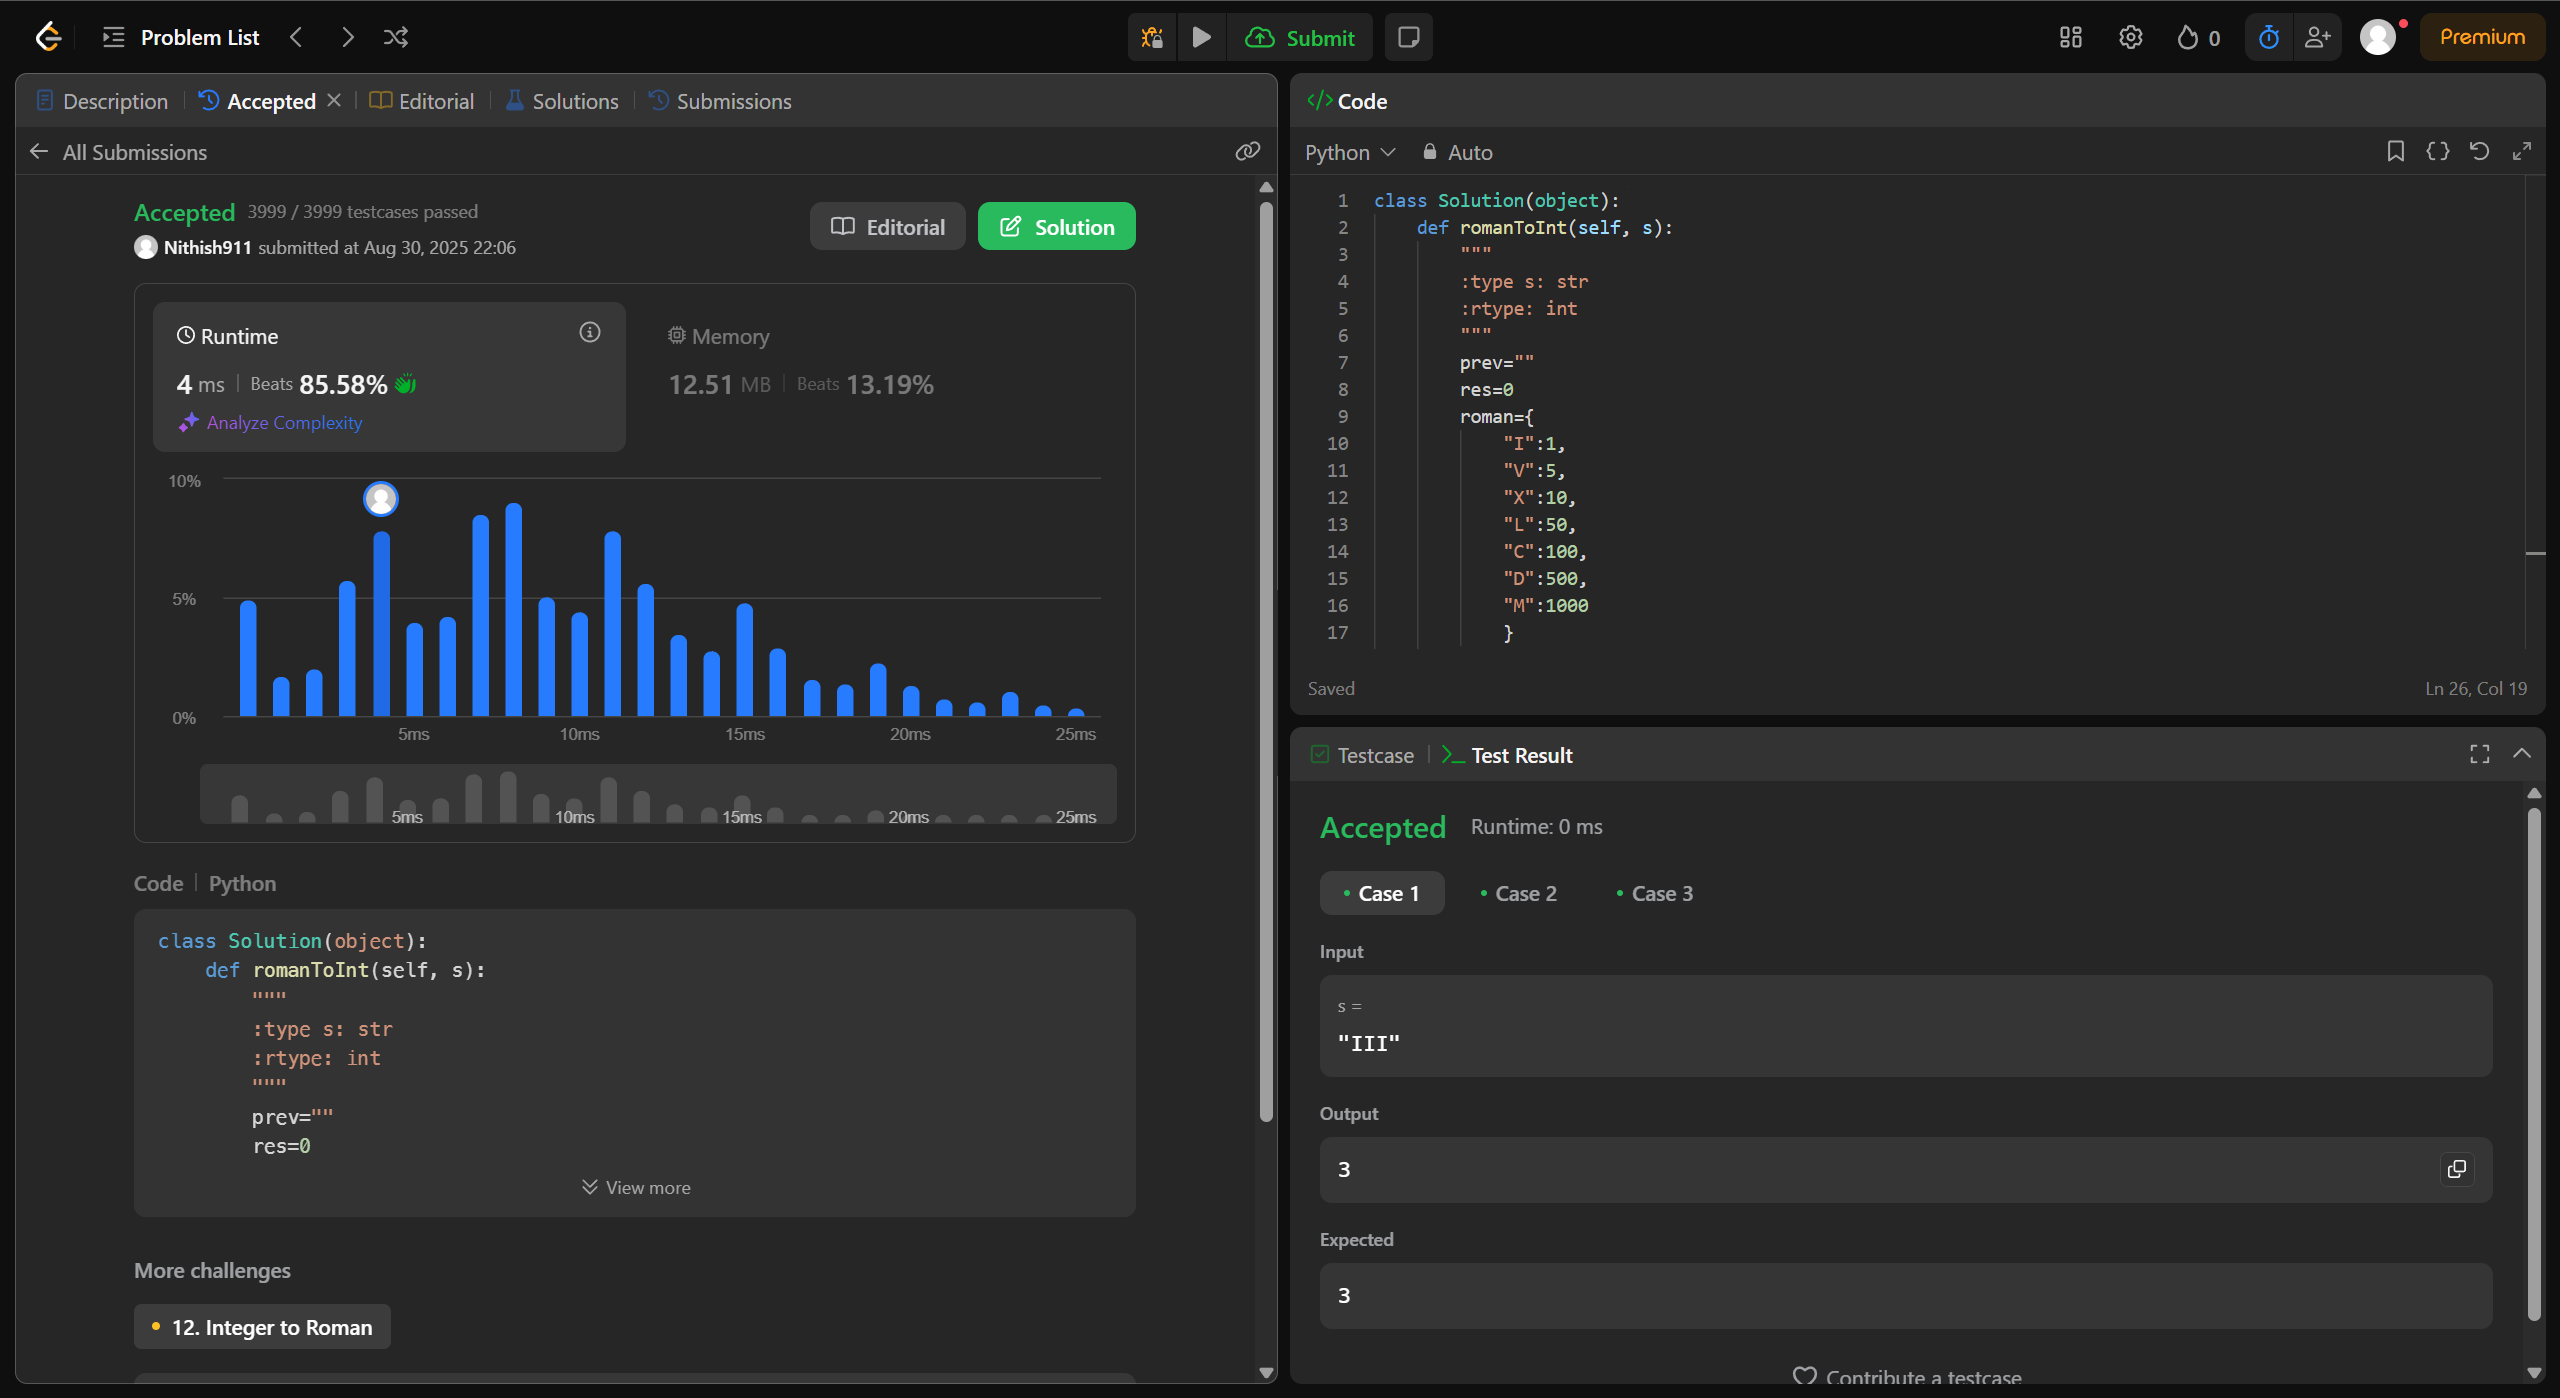 Problem List
Submit
0
Premium
Description
Accepted
Editorial
Solutions
Submissions
All Submissions
Accepted 3999 / 3999 testcases passed
Nithish911 submitted at Aug 30, 2025 22:06
Editorial
Solution
Runtime
4 ms | Beats 85.58%
Analyze Complexity
Memory
12.51 MB | Beats 13.19%
10%
5%
0%
5ms 10ms 15ms 20ms 25ms
5ms 10ms 15ms 20ms 25ms
Code | Python
class Solution(object):
    def romanToInt(self, s):
        """
        :type s: str
        :rtype: int
        """
        prev=""
        res=0
View more
More challenges
12. Integer to Roman
</> Code
Python
Auto
1 class Solution(object):
2     def romanToInt(self, s):
3         """
4         :type s: str
5         :rtype: int
6         """
7         prev=""
8         res=0
9         roman={
10             "I":1,
11             "V":5,
12             "X":10,
13             "L":50,
14             "C":100,
15             "D":500,
16             "M":1000
17             }
Saved
Ln 26, Col 19
Testcase
Test Result
Accepted Runtime: 0 ms
Case 1
Case 2
Case 3
Input
s =
"III"
Output
3
Expected
3
Contribute a testcase